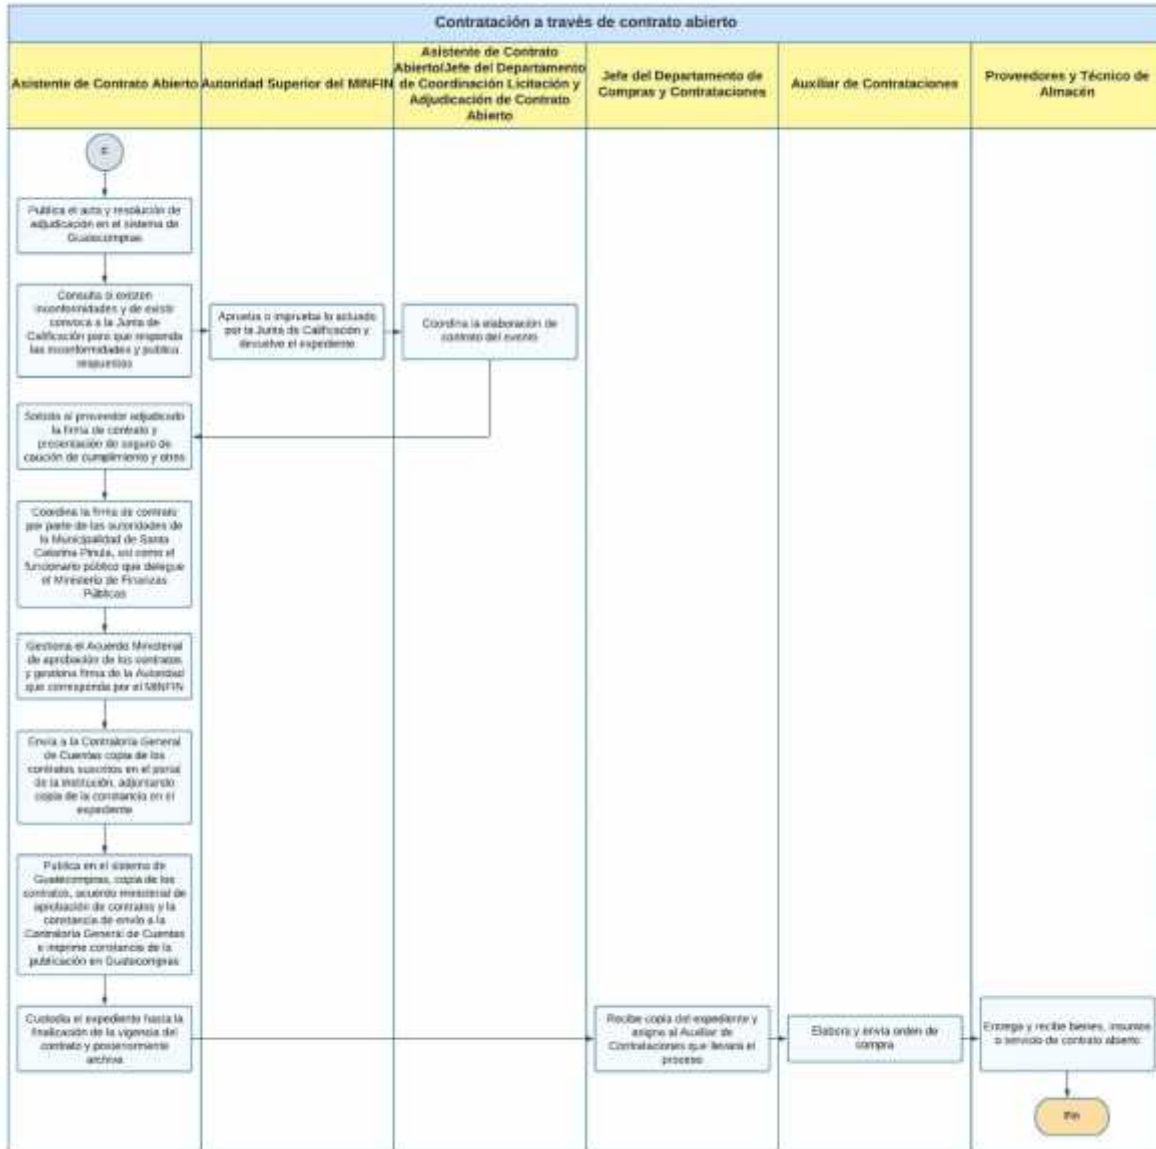 Contratación a través de contrato abierto
Asistente de Contrato Abierto
Autoridad Superior del MINFIN
Asistente de Contrato
Abierto/Jefe del Departamento
de Coordinación Licitación y
Adjudicación de Contrato
Abierto
Jefe del Departamento de
Compras y Contrataciones
Auxiliar de Contrataciones
Proveedores y Técnico de
Almacén
Publica el acta y resolución de
adjudicación en el sistema de
Guatecompras
Consulta si existen
inconformidades y de existir
convoca a la Junta de
Calificación para que responda
las inconformidades y publica
respuestas
Aprueba o imprueba lo actuado
por la Junta de Calificación y
devuelve el expediente
Coordina la elaboración de
contrato del evento
Solicita al proveedor adjudicado
la firma de contrato y
presentación de seguro de
caución de cumplimiento y otros
Coordina la firma de contrato
por parte de las autoridades de
la Municipalidad de Santa
Catarina Pinula, así como el
funcionario público que delegue
el Ministerio de Finanzas
Públicas
Gestiona el Acuerdo Ministerial
de aprobación de los contratos
y gestiona firma de la Autoridad
que corresponda por el MINFIN
Envía a la Contraloría General
de Cuentas copia de los
contratos suscritos en el portal
de la institución, adjuntando
copia de la constancia en el
expediente
Publica en el sistema de
Guatecompras, copia de los
contratos, acuerdo ministerial de
aprobación de contratos y la
constancia de envío a la
Contraloría General de Cuentas
e imprime constancia de la
publicación en Guatecompras
Custodia el expediente hasta la
finalización de la vigencia del
contrato y posteriormente
archiva
Recibe copia del expediente y
asigna al Auxiliar de
Contrataciones que llevará el
proceso
Elabora y envía orden de
compra
Entrega y recibe bienes, insumos
o servicio de contrato abierto
Fin